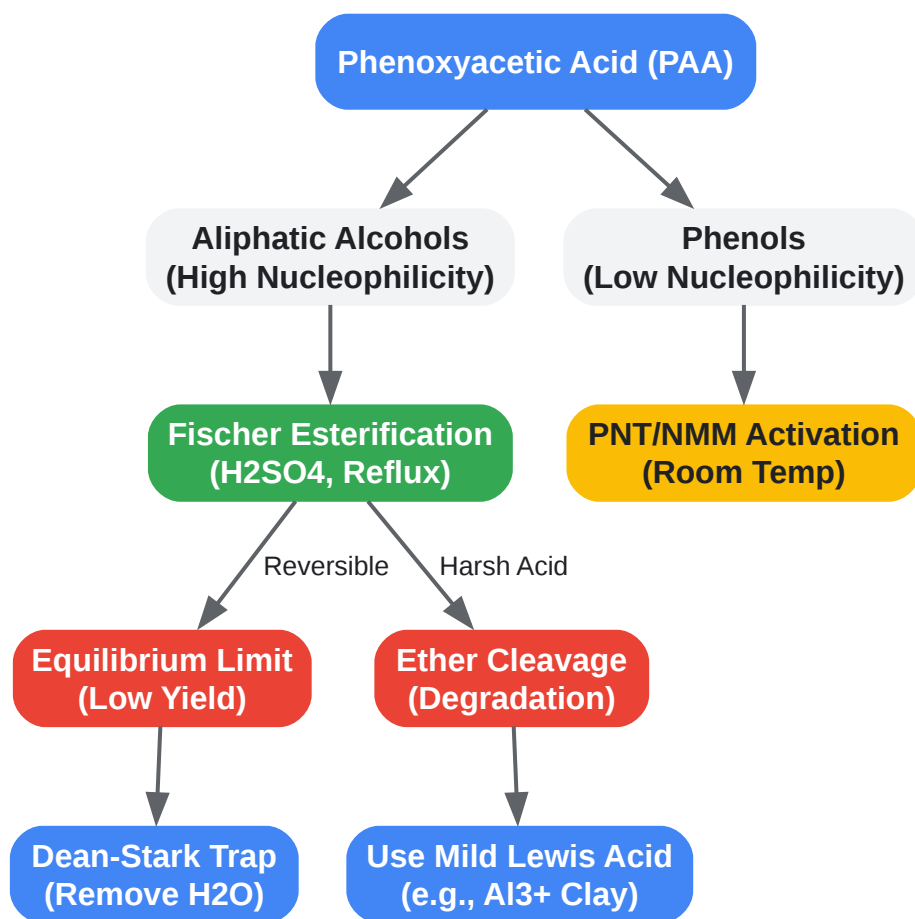 Phenoxyacetic Acid (PAA)
Aliphatic Alcohols
(High Nucleophilicity)
Phenols
(Low Nucleophilicity)
Fischer Esterification
(H2SO4, Reflux)
PNT/NMM Activation
(Room Temp)
Reversible
Harsh Acid
Equilibrium Limit
(Low Yield)
Ether Cleavage
(Degradation)
Dean-Stark Trap
(Remove H2O)
Use Mild Lewis Acid
(e.g., Al3+ Clay)